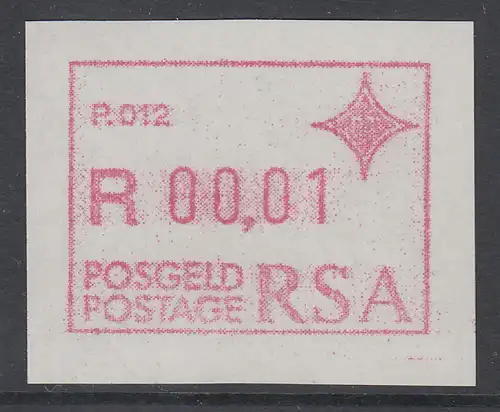 P.012
R 00,01
POSGELD
POSTAGE RSA